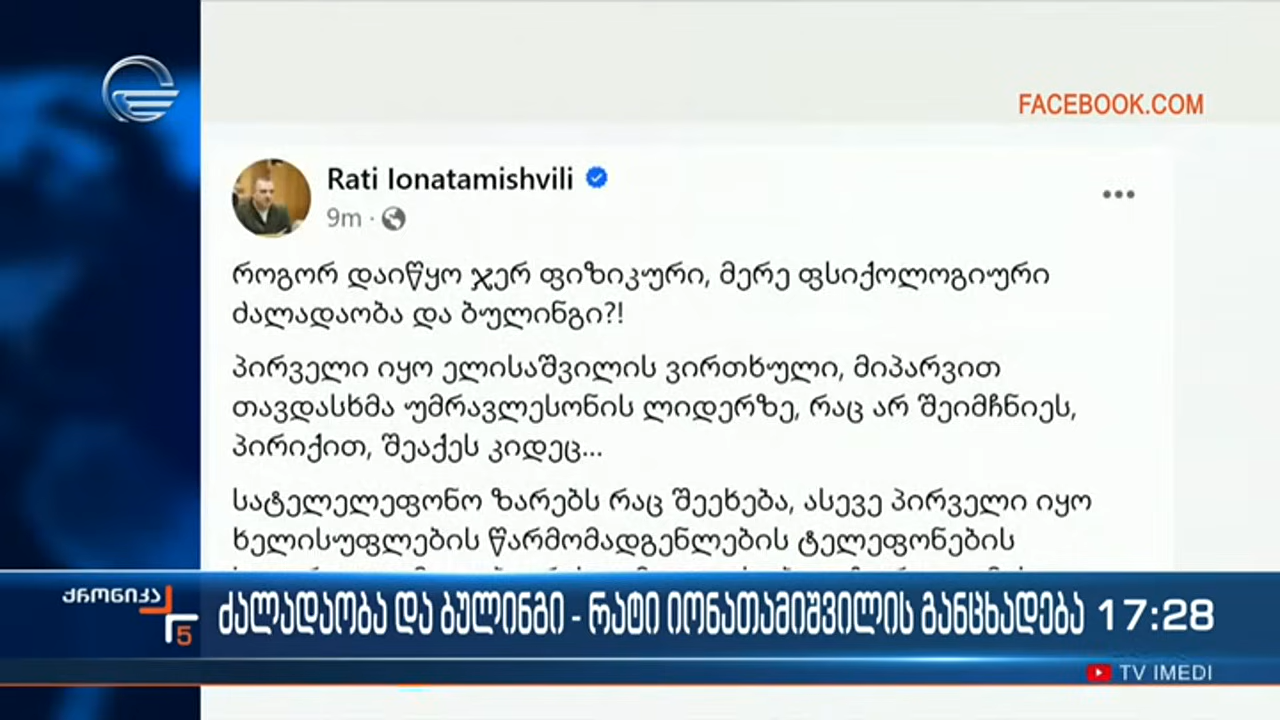 FACEBOOK.COM
Rati Ionatamishvili
9m ·
როგორ დაიწყო ჯერ ფიზიკური, მერე ფსიქოლოგიური
ძალადაობა და ბულინგი?!
პირველი იყო ელისაშვილის ვირთხული, მიპარვით
თავდასხმა უმრავლესონის ლიდერზე, რაც არ შეიმჩნიეს,
პირიქით, შეაქეს კიდეც...
სატელელეფონო ზარებს რაც შეეხება, ასევე პირველი იყო
ხელისუფლების წარმომადგენლების ტელეფონების
ქრონიკა
5
ძალადაობა და ბულინგი - რატი იონათამიშვილის განცხადება 17:28
TV IMEDI